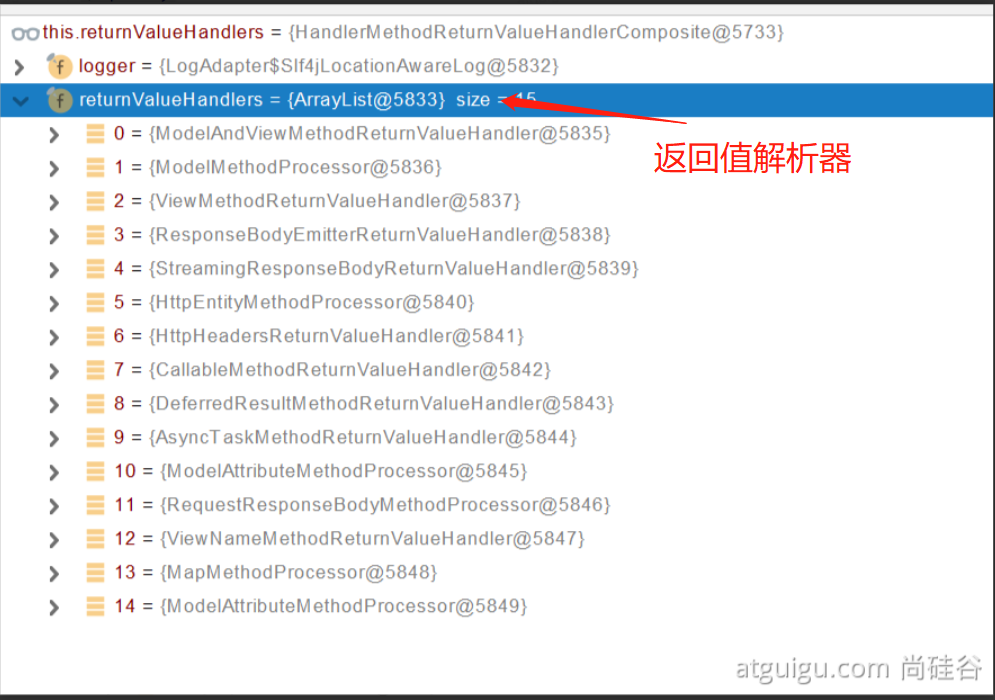 this.returnValueHandlers = {HandlerMethodReturnValueHandlerComposite@5733}
f logger = {LogAdapter$Slf4jLocationAwareLog@5832}
f returnValueHandlers = {ArrayList@5833} size = 15
0 = {ModelAndViewMethodReturnValueHandler@5835}
返回值解析器
1 = {ModelMethodProcessor@5836}
2 = {ViewMethodReturnValueHandler@5837}
3 = {ResponseBodyEmitterReturnValueHandler@5838}
4 = {StreamingResponseBodyReturnValueHandler@5839}
5 = {HttpEntityMethodProcessor@5840}
6 = {HttpHeadersReturnValueHandler@5841}
7 = {CallableMethodReturnValueHandler@5842}
8 = {DeferredResultMethodReturnValueHandler@5843}
9 = {AsyncTaskMethodReturnValueHandler@5844}
10 = {ModelAttributeMethodProcessor@5845}
11 = {RequestResponseBodyMethodProcessor@5846}
12 = {ViewNameMethodReturnValueHandler@5847}
13 = {MapMethodProcessor@5848}
14 = {ModelAttributeMethodProcessor@5849}
atguigu.com 尚硅谷